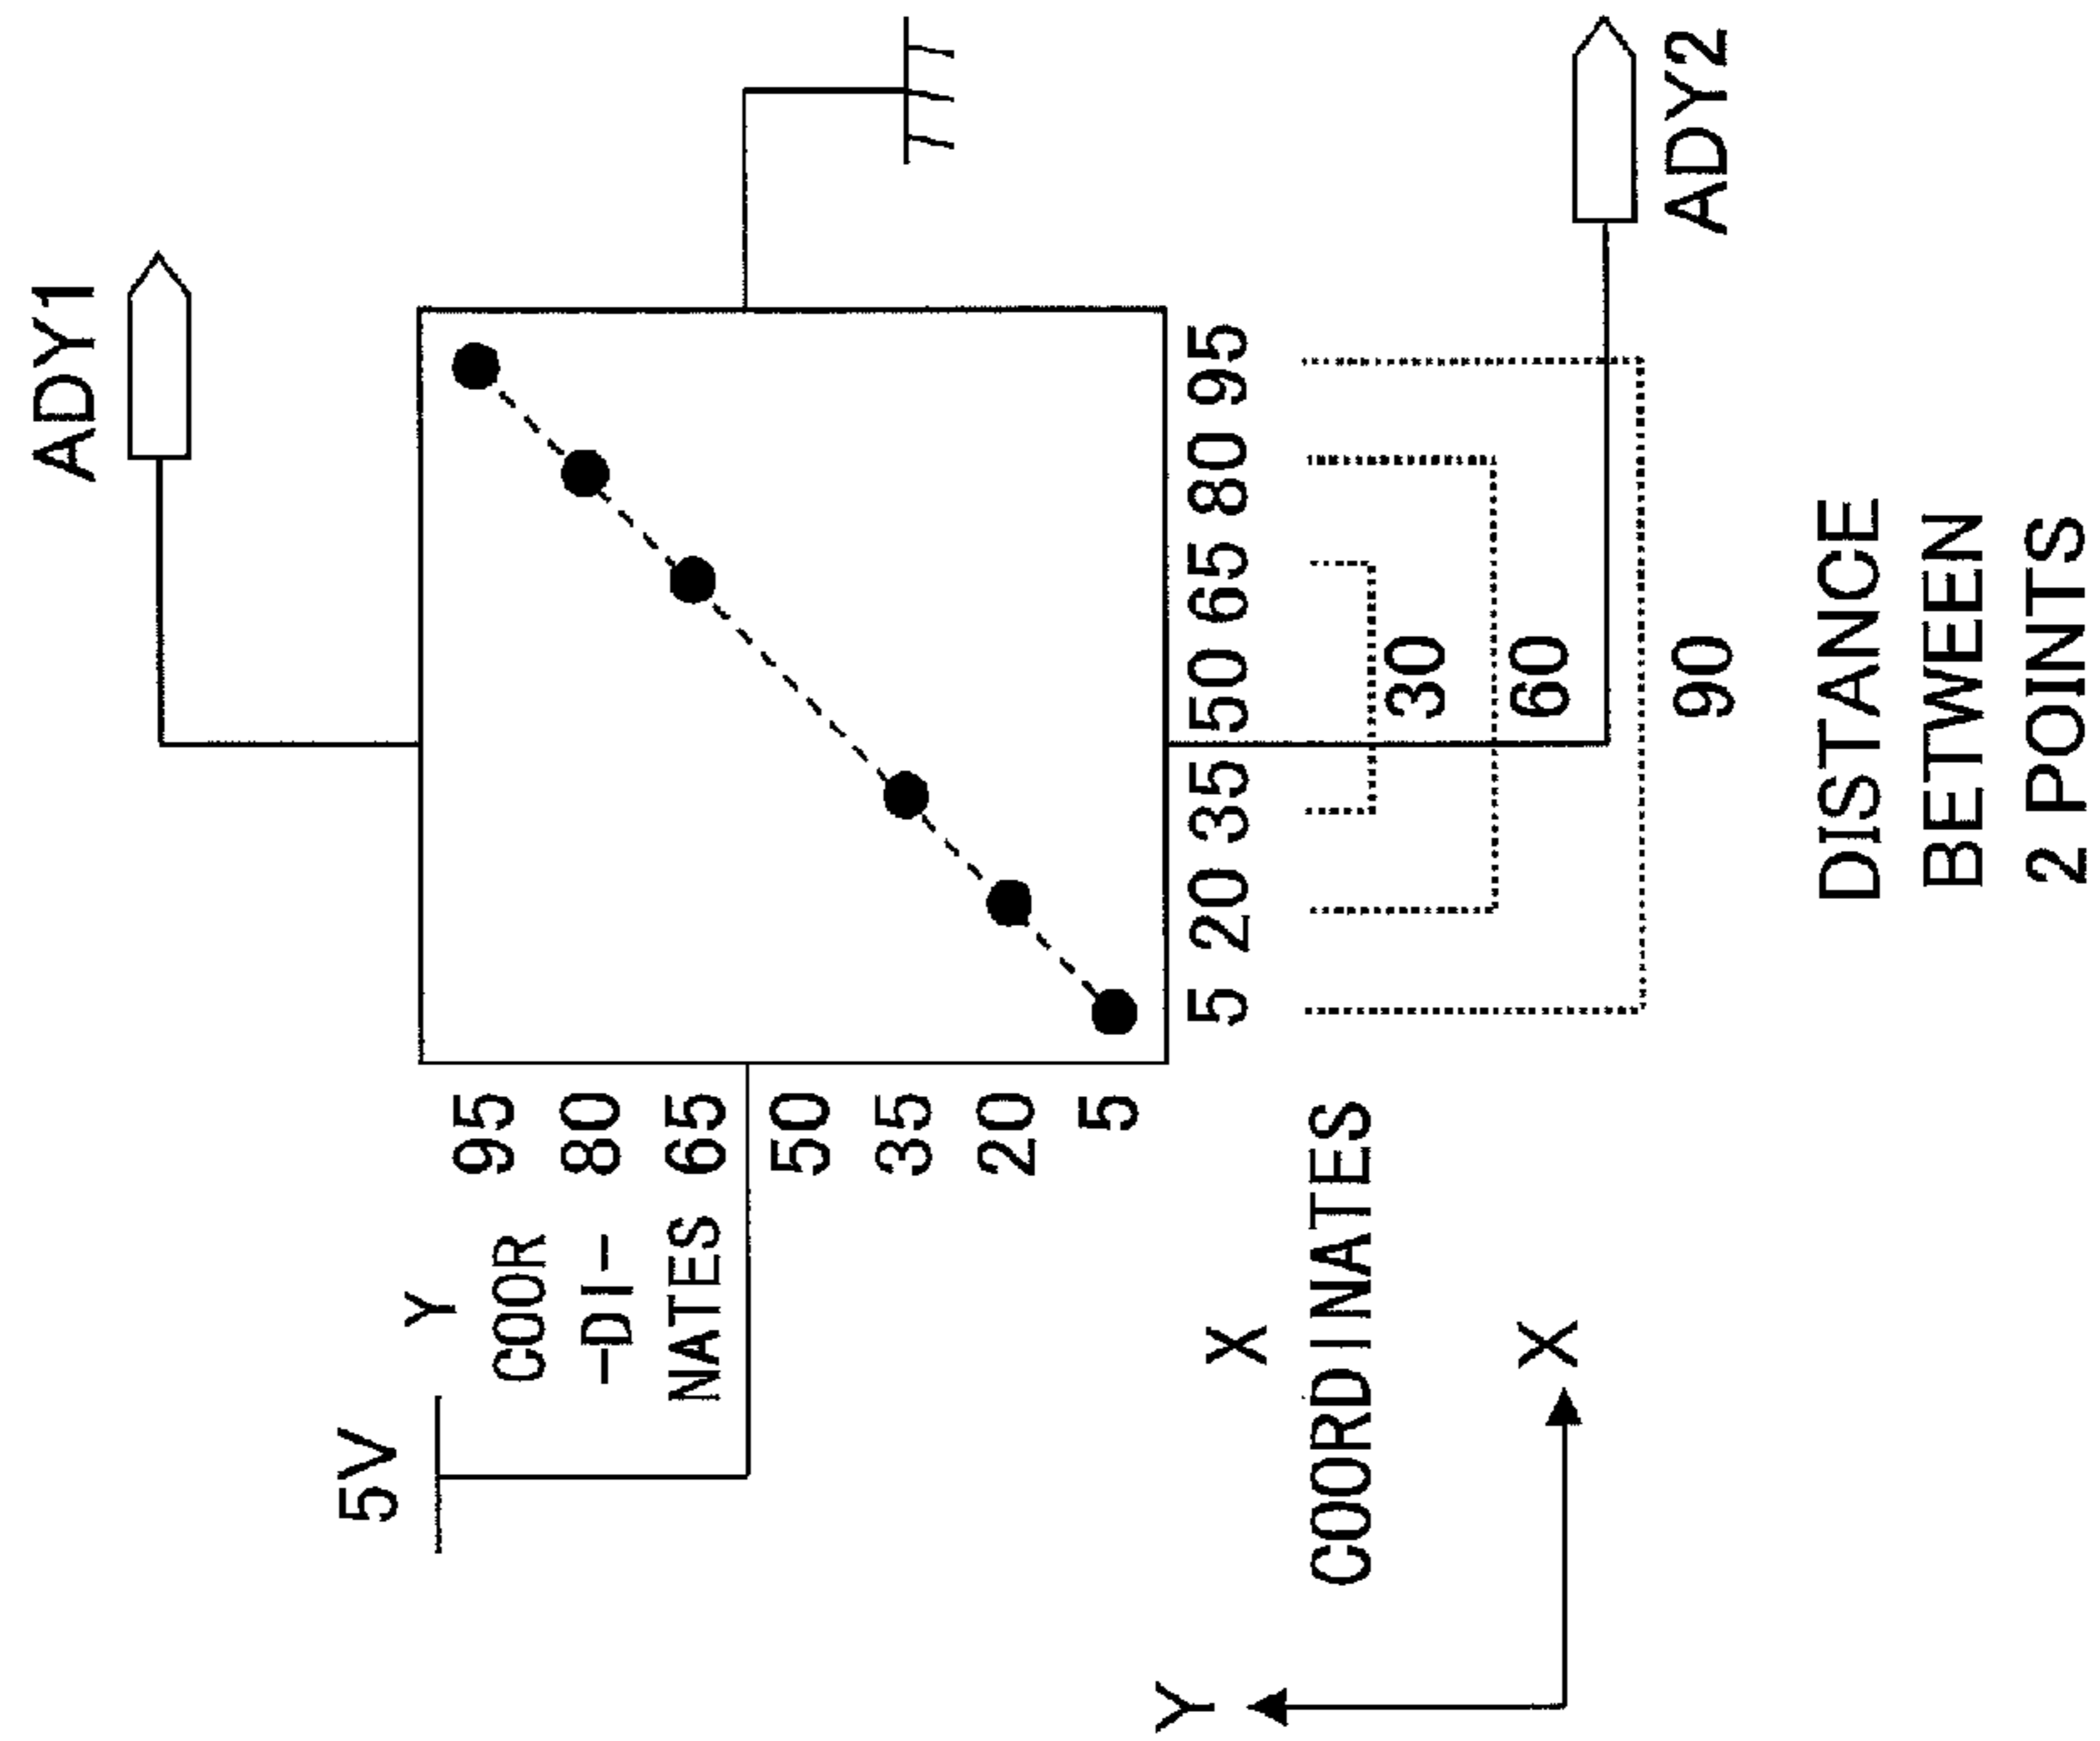 ADY1
5V
Y
COOR
-DI-
NATES
95
80
65
50
35
20
5
5 20 35 50 65 80 95
X
COORDINATES
30
60
90
Y
X
ADY2
DISTANCE
BETWEEN
2 POINTS